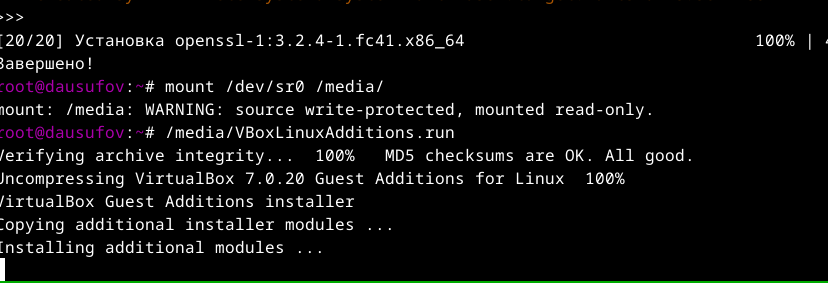 >>>
[20/20] Установка openssl-1:3.2.4-1.fc41.x86_64 100% |
Завершено!
root@dausufov:~# mount /dev/sr0 /media/
mount: /media: WARNING: source write-protected, mounted read-only.
root@dausufov:~# /media/VBoxLinuxAdditions.run
Verifying archive integrity... 100% MD5 checksums are OK. All good.
Uncompressing VirtualBox 7.0.20 Guest Additions for Linux 100%
VirtualBox Guest Additions installer
Copying additional installer modules ...
Installing additional modules ...